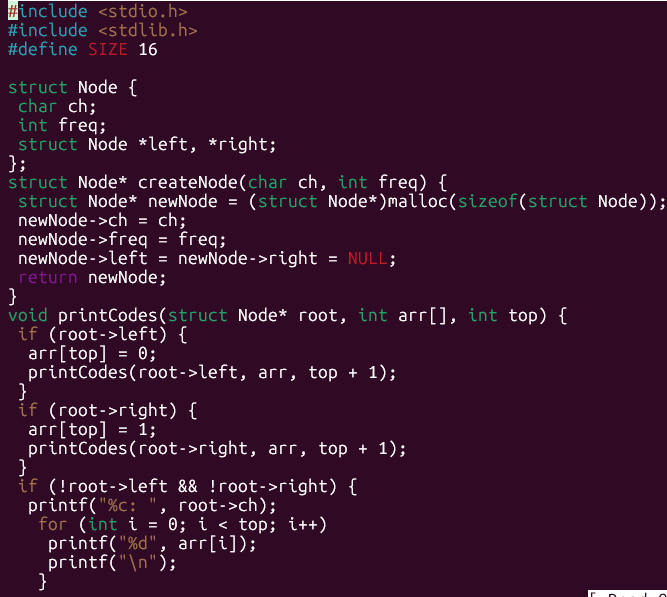 #include <stdio.h>
#include <stdlib.h>
#define SIZE 16

struct Node {
 char ch;
 int freq;
 struct Node *left, *right;
};
struct Node* createNode(char ch, int freq) {
 struct Node* newNode = (struct Node*)malloc(sizeof(struct Node));
 newNode->ch = ch;
 newNode->freq = freq;
 newNode->left = newNode->right = NULL;
 return newNode;
}
void printCodes(struct Node* root, int arr[], int top) {
 if (root->left) {
  arr[top] = 0;
  printCodes(root->left, arr, top + 1);
 }
 if (root->right) {
  arr[top] = 1;
  printCodes(root->right, arr, top + 1);
 }
 if (!root->left && !root->right) {
  printf("%c: ", root->ch);
   for (int i = 0; i < top; i++)
    printf("%d", arr[i]);
    printf("\n");
   }